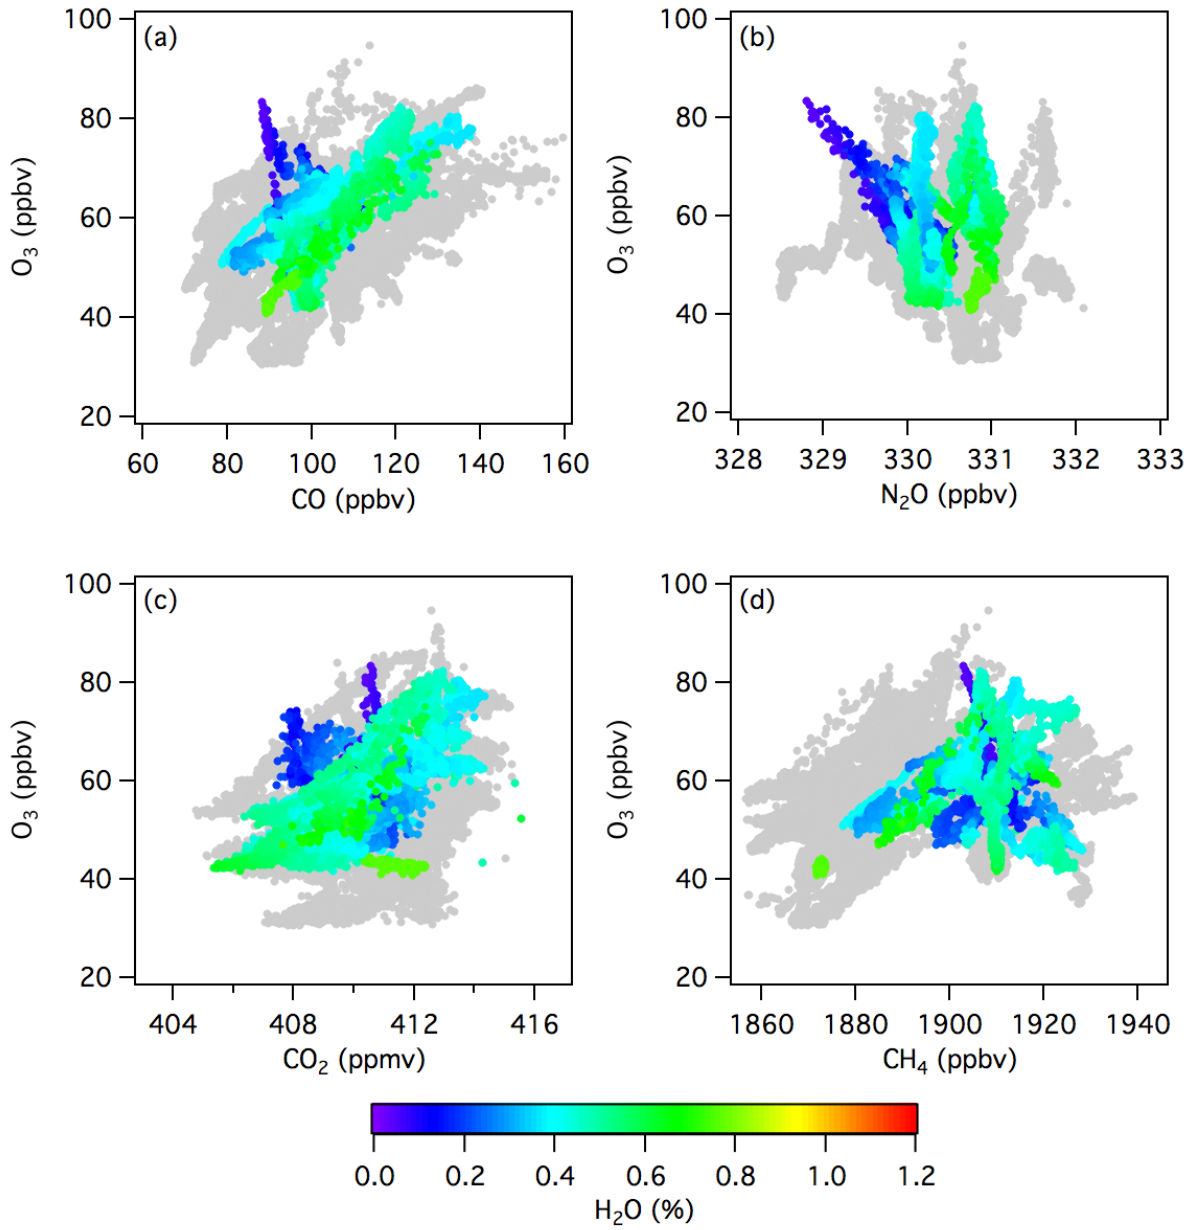 (a)
100
80
60
40
20
O3 (ppbv)
60 80 100 120 140 160
CO (ppbv)
(b)
100
80
60
40
20
O3 (ppbv)
328 329 330 331 332 333
N2O (ppbv)
(c)
100
80
60
40
20
O3 (ppbv)
404 408 412 416
CO2 (ppmv)
(d)
100
80
60
40
20
O3 (ppbv)
1860 1880 1900 1920 1940
CH4 (ppbv)
0.0 0.2 0.4 0.6 0.8 1.0 1.2
H2O (%)